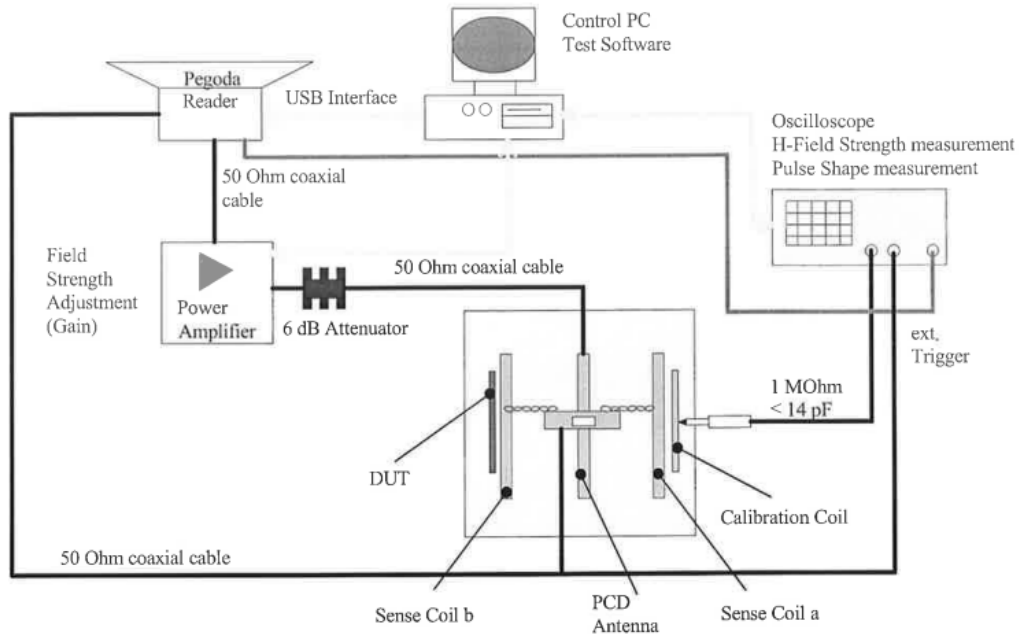 Control PC
Test Software
Pegoda
Reader
USB Interface
Oscilloscope
H-Field Strength measurement
Pulse Shape measurement
50 Ohm coaxial
cable
Field
Strength
Adjustment
(Gain)
Power
Amplifier
6 dB Attenuator
50 Ohm coaxial cable
ext,
Trigger
1 MOhm
< 14 pF
DUT
Calibration Coil
50 Ohm coaxial cable
Sense Coil b
PCD
Antenna
Sense Coil a